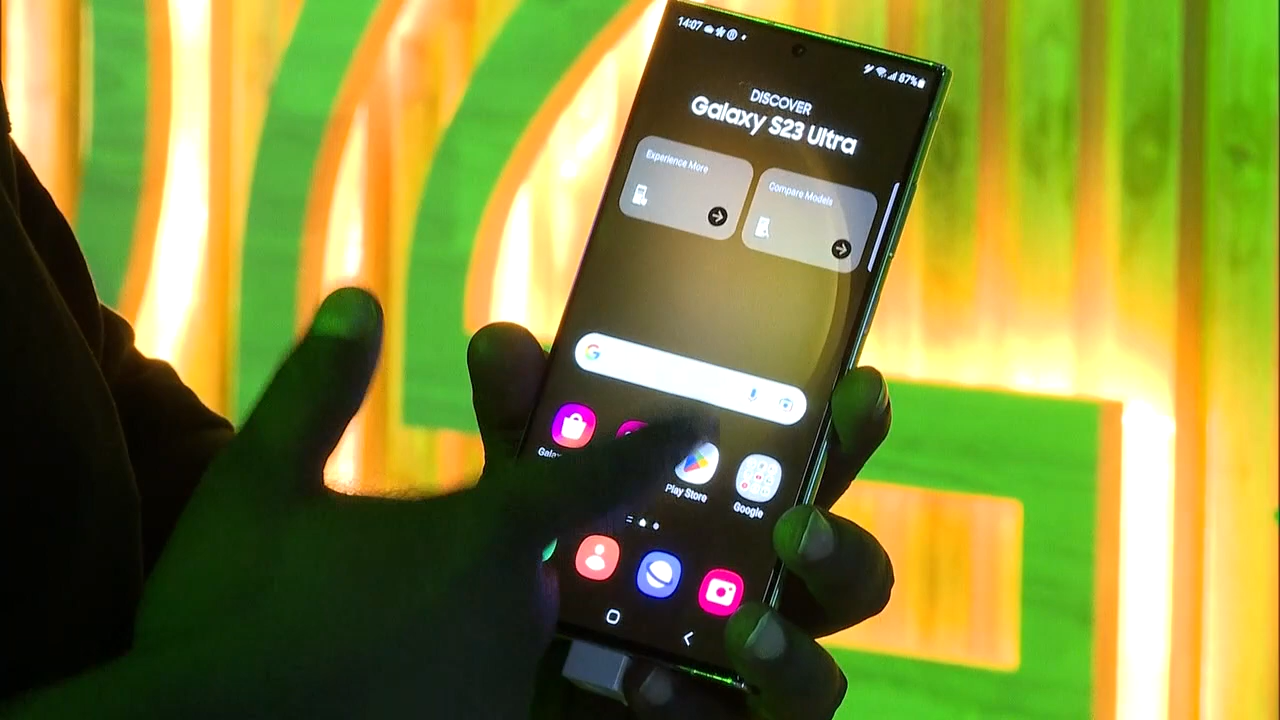 14:07
87%
DISCOVER
Galaxy S23 Ultra
Experience More
Compare Models
G
Play Store
Google